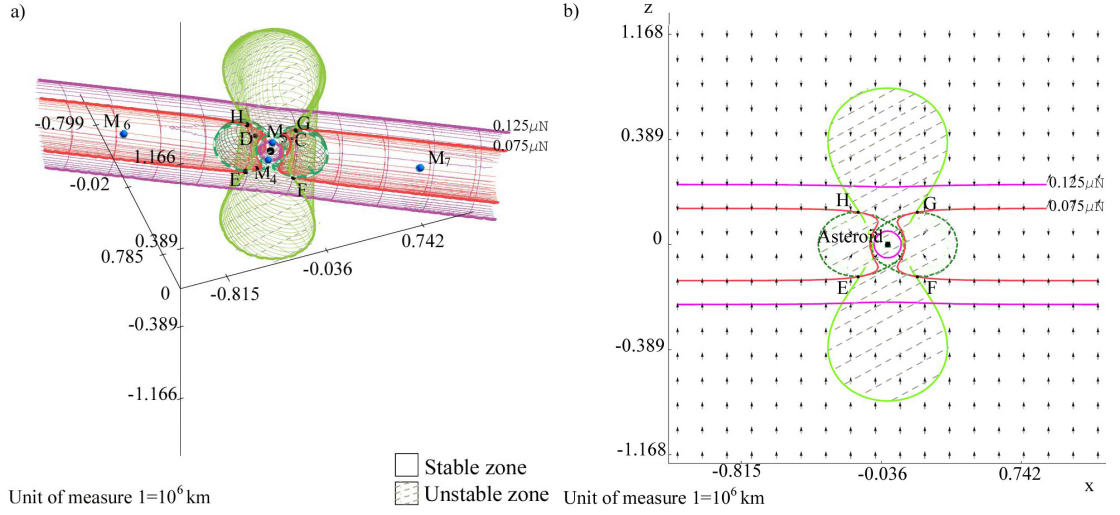 a)
-0.799
M6
H
D
M5
G
C
0.125μN
0.075μN
M7
1.166
E
M4
F
-0.02
0.389
0.785
0.742
-0.036
-0.815
0
-0.389
-1.166
Stable zone
Unstable zone
Unit of measure 1=10⁶ km
b)
z
1.168
0.389
H
G
0.125μN
0.075μN
0
Asteroid
E
F
-0.389
-1.168
-0.815
-0.036
0.742
x
Unit of measure 1=10⁶ km